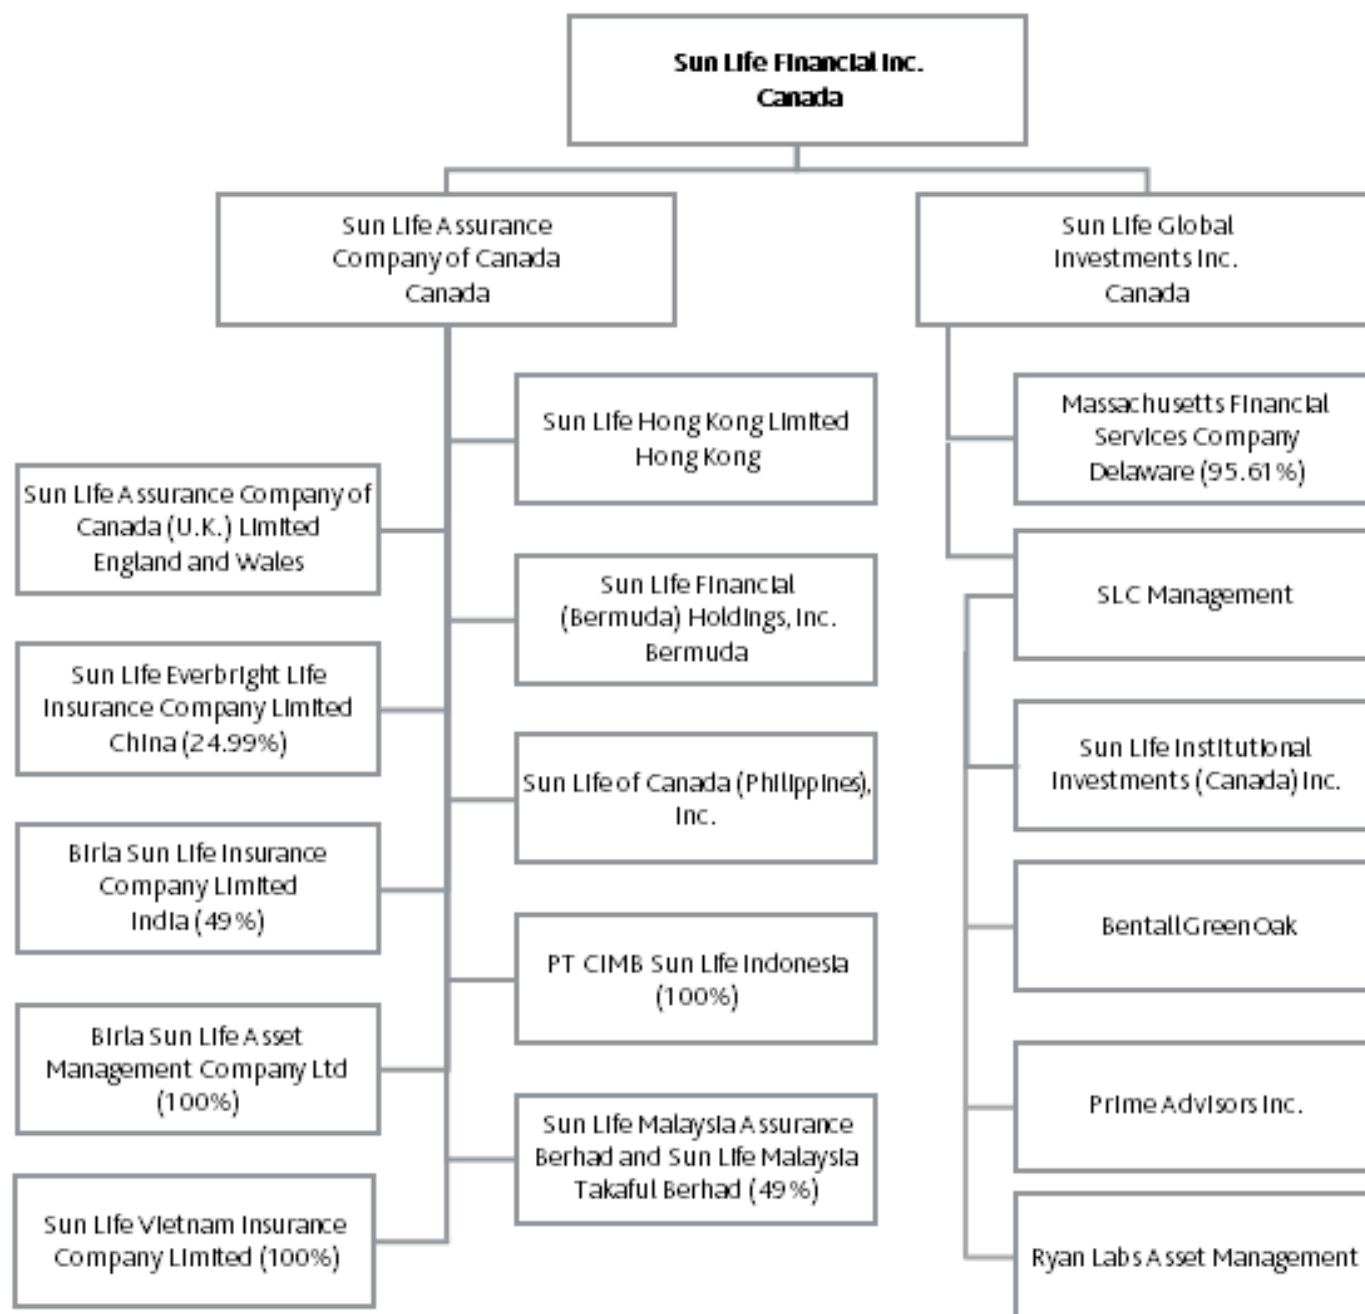 Sun Life Financial Inc.
Canada
Sun Life Assurance
Company of Canada
Canada
Sun Life Global
Investments Inc.
Canada
Sun Life Hong Kong Limited
Hong Kong
Massachusetts Financial
Services Company
Delaware (95.61%)
Sun Life Assurance Company of
Canada (U.K.) Limited
England and Wales
Sun Life Financial
(Bermuda) Holdings, Inc.
Bermuda
SLC Management
Sun Life Everbright Life
Insurance Company Limited
China (24.99%)
Sun Life of Canada (Philippines),
Inc.
Sun Life Institutional
Investments (Canada) Inc.
Birla Sun Life Insurance
Company Limited
India (49%)
PT CIMB Sun Life Indonesia
(100%)
BentallGreenOak
Birla Sun Life Asset
Management Company Ltd
(100%)
Sun Life Malaysia Assurance
Berhad and Sun Life Malaysia
Takaful Berhad (49%)
Prime Advisors Inc.
Sun Life Vietnam Insurance
Company Limited (100%)
Ryan Labs Asset Management